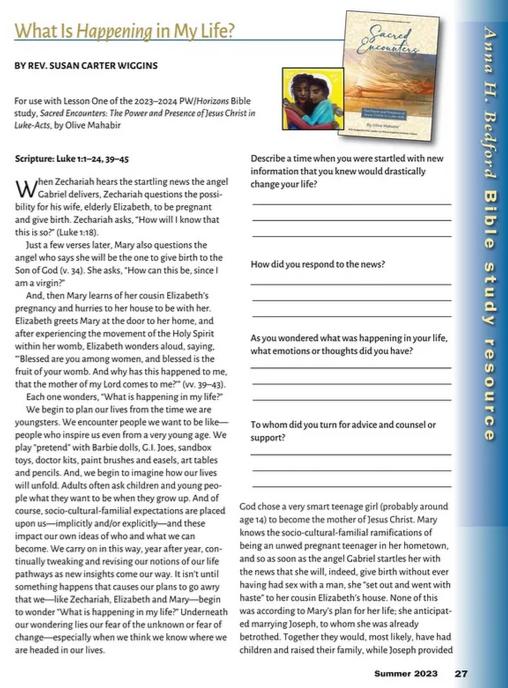 What Is Happening in My Life?
BY REV. SUSAN CARTER WIGGINS
For use with Lesson One of the 2023–2024 PW/Horizons Bible
study, Sacred Encounters: The Power and Presence of Jesus Christ in
Luke-Acts, by Olive Mahabir
Sacred
Encounters
By Olive Mahabir
Scripture: Luke 1:1–24, 39–45
When Zechariah hears the startling news the angel
Gabriel delivers, Zechariah questions the possi-
bility for his wife, elderly Elizabeth, to be pregnant
and give birth. Zechariah asks, “How will I know that
this is so?” (Luke 1:18).
Just a few verses later, Mary also questions the
angel who says she will be the one to give birth to the
Son of God (v. 34). She asks, “How can this be, since I
am a virgin?”
And, then Mary learns of her cousin Elizabeth’s
pregnancy and hurries to her house to be with her.
Elizabeth greets Mary at the door to her home, and
after experiencing the movement of the Holy Spirit
within her womb, Elizabeth wonders aloud, saying,
“‘Blessed are you among women, and blessed is the
fruit of your womb. And why has this happened to me,
that the mother of my Lord comes to me?’” (vv. 39–43).
Each one wonders, “What is happening in my life?”
We begin to plan our lives from the time we are
youngsters. We encounter people we want to be like—
people who inspire us even from a very young age. We
play “pretend” with Barbie dolls, G.I. Joes, sandbox
toys, doctor kits, paint brushes and easels, art tables
and pencils. And, we begin to imagine how our lives
will unfold. Adults often ask children and young peo-
ple what they want to be when they grow up. And of
course, socio-cultural-familial expectations are placed
upon us—implicitly and/or explicitly—and these
impact our own ideas of who and what we can
become. We carry on in this way, year after year, con-
tinually tweaking and revising our notions of our life
pathways as new insights come our way. It isn’t until
something happens that causes our plans to go awry
that we—like Zechariah, Elizabeth and Mary—begin
to wonder “What is happening in my life?” Underneath
our wondering lies our fear of the unknown or fear of
change—especially when we think we know where we
are headed in our lives.
Describe a time when you were startled with new
information that you knew would drastically
change your life?
How did you respond to the news?
As you wondered what was happening in your life,
what emotions or thoughts did you have?
To whom did you turn for advice and counsel or
support?
God chose a very smart teenage girl (probably around
age 14) to become the mother of Jesus Christ. Mary
knows the socio-cultural-familial ramifications of
being an unwed pregnant teenager in her hometown,
and so as soon as the angel Gabriel startles her with
the news that she will, indeed, give birth without ever
having had sex with a man, she “set out and went with
haste” to her cousin Elizabeth’s house. None of this
was according to Mary’s plan for her life; she anticipat-
ed marrying Joseph, to whom she was already
betrothed. Together they would, most likely, have had
children and raised their family, while Joseph provided
Anna H. Bedford Bible study resource
Summer 2023 27